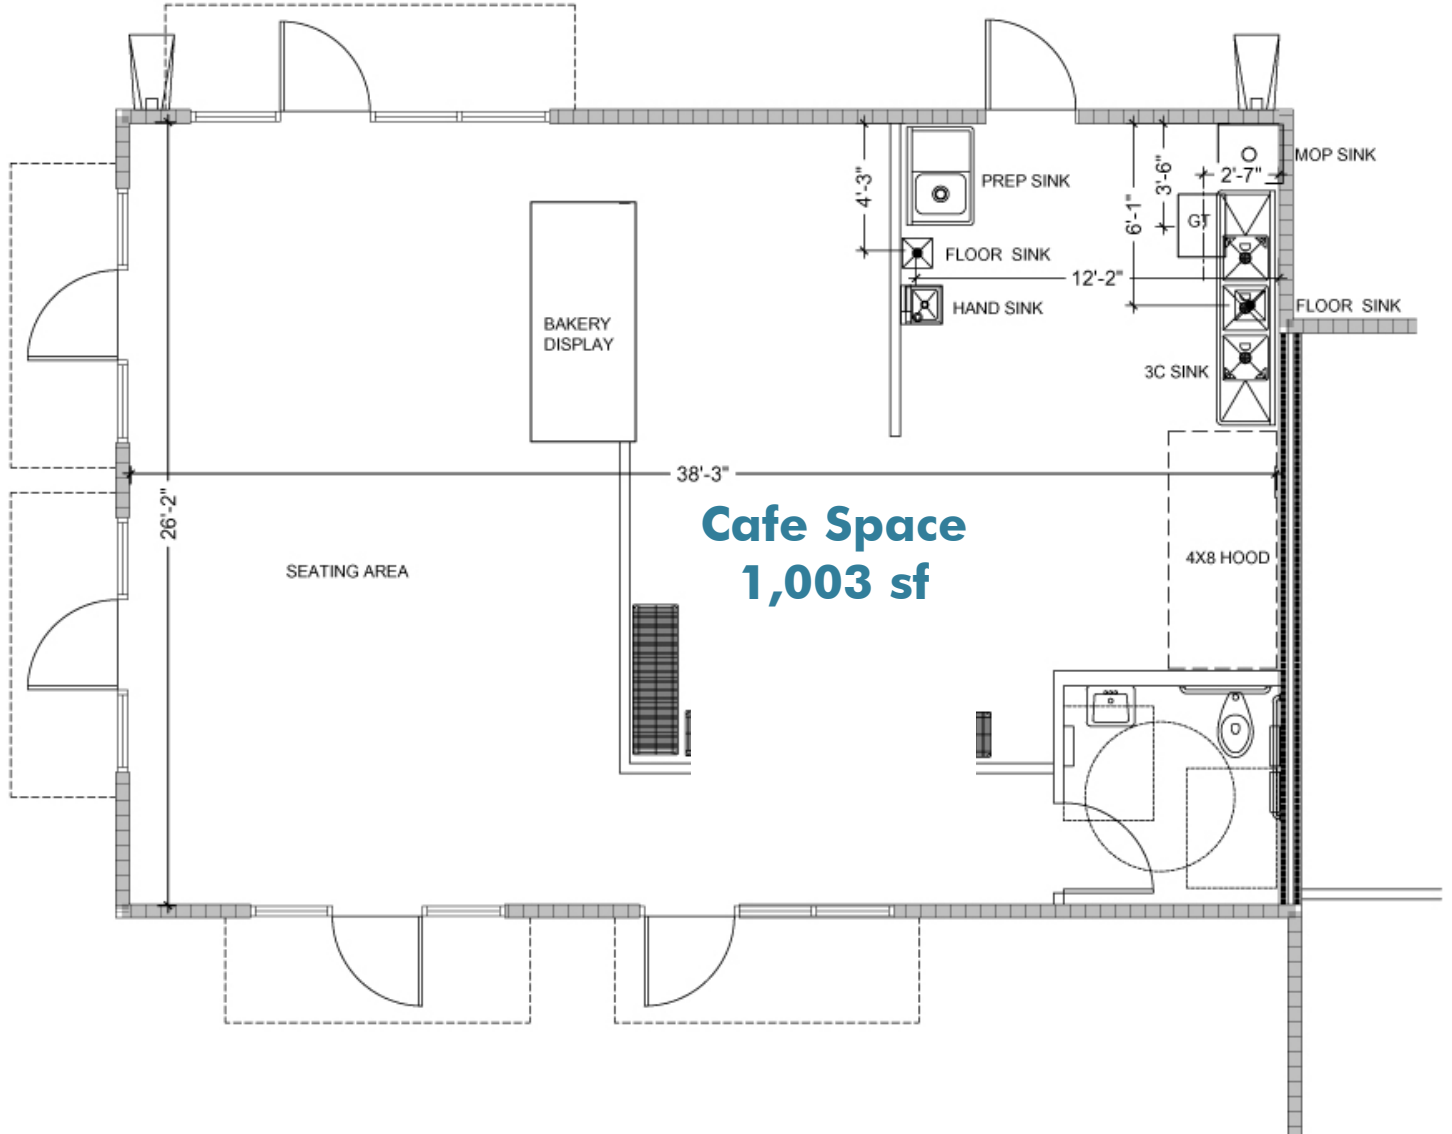 MOP SINK
2'-7"
3'-6"
4'-3"
PREP SINK
6'-1"
GT
FLOOR SINK
12'-2"
HAND SINK
FLOOR SINK
BAKERY
DISPLAY
3C SINK
38'-3"
26'-2"
Cafe Space
1,003 sf
4X8 HOOD
SEATING AREA